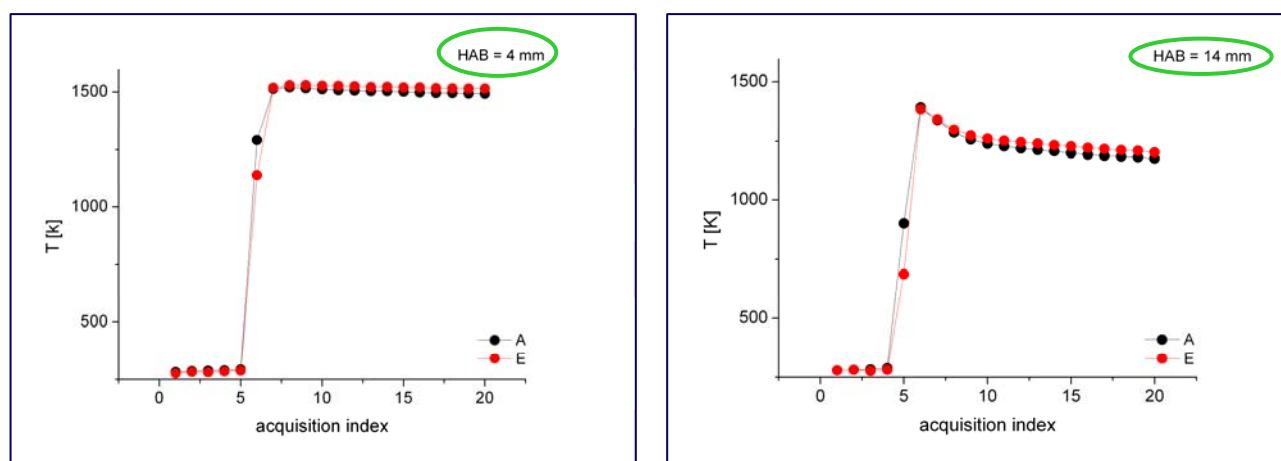 HAB = 4 mm
1500
1000
500
T [k]
A
E
0
5
10
15
20
acquisition index
HAB = 14 mm
1500
1000
500
T [K]
A
E
0
5
10
15
20
acquisition index